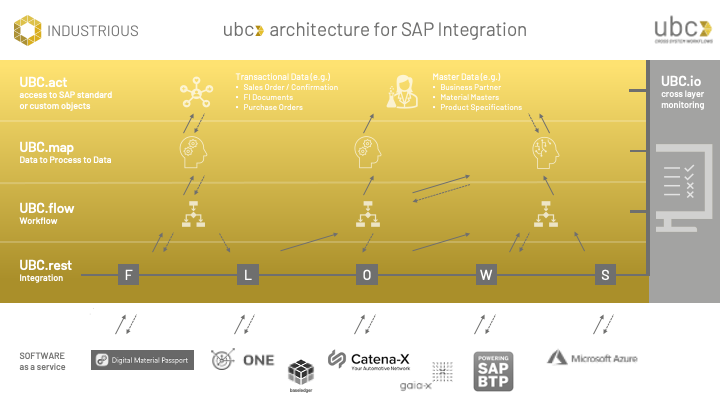 INDUSTRIOUS
ubc architecture for SAP Integration
ubc
CROSS SYSTEM WORKFLOWS
UBC.act
access to SAP standard
or custom objects
Transactional Data (e.g.)
• Sales Order / Confirmation
• FI Documents
• Purchase Orders
Master Data (e.g.)
• Business Partner
• Material Masters
• Product Specifications
UBC.io
cross layer
monitoring
UBC.map
Data to Process to Data
UBC.flow
Workflow
UBC.rest
Integration
F L O W S
SOFTWARE
as a service
Digital Material Passport
ONE
baseledger
Catena-X
Your Automotive Network
gaia-x
POWERING
SAP
BTP
Microsoft Azure